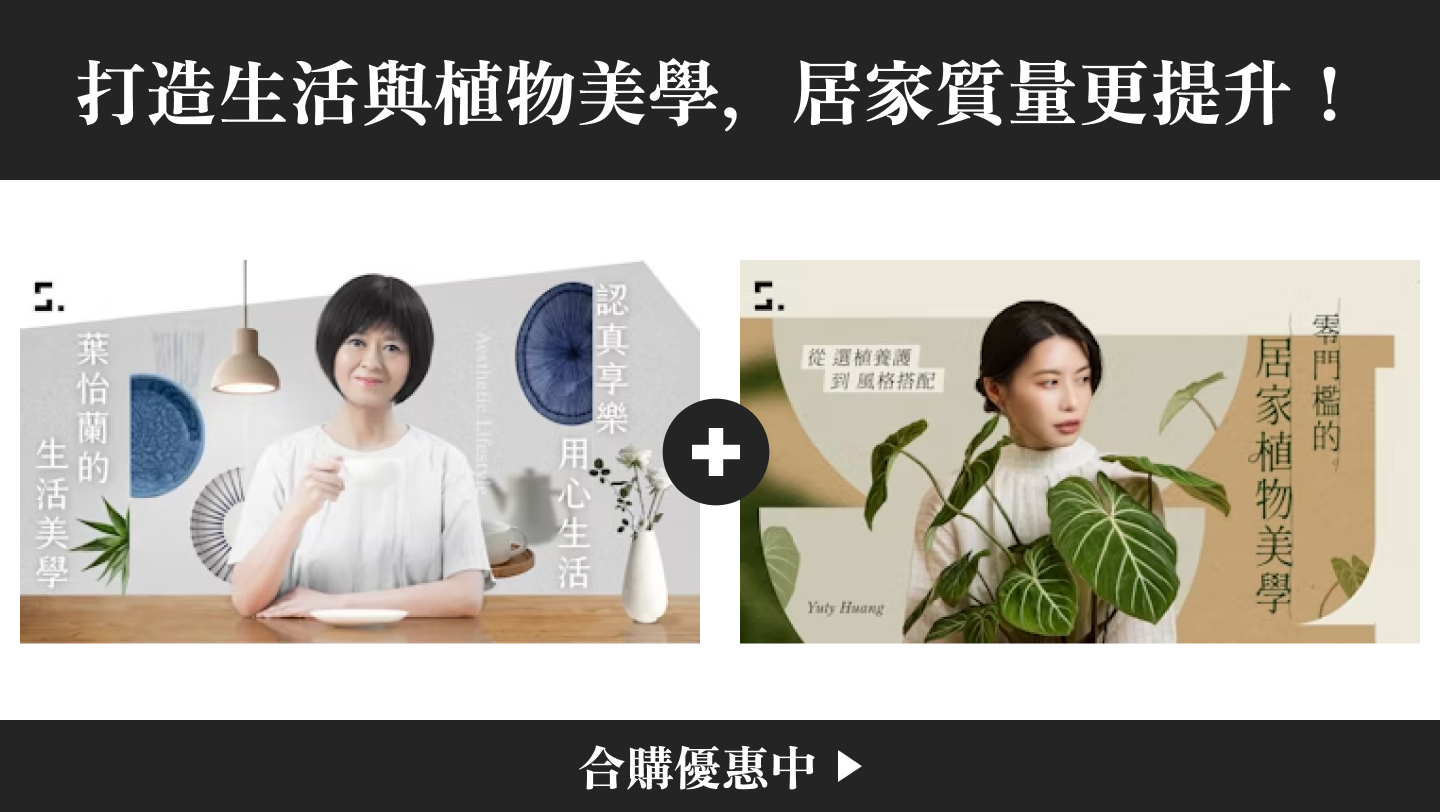 打造生活與植物美學，居家質量更提升！
S.
葉怡蘭的
生活美學
Aesthetic Lifestyle
認真享樂
用心生活
S.
從 選植養護
到 風格搭配
零門檻的
居家植物美學
Yuty Huang
合購優惠中